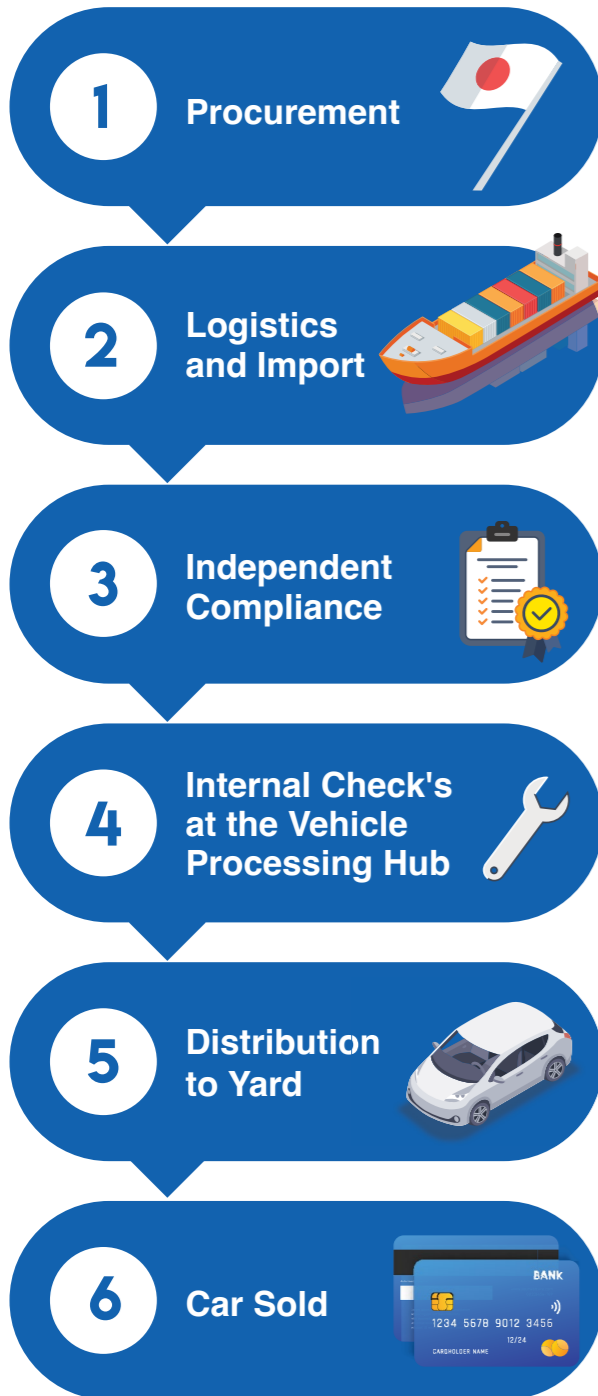 1
Procurement
2
Logistics
and Import
3
Independent
Compliance
4
Internal Check's
at the Vehicle
Processing Hub
5
Distribution
to Yard
6
Car Sold
BANK
1234 5678 9012 3456
12/24
CARDHOLDER NAME